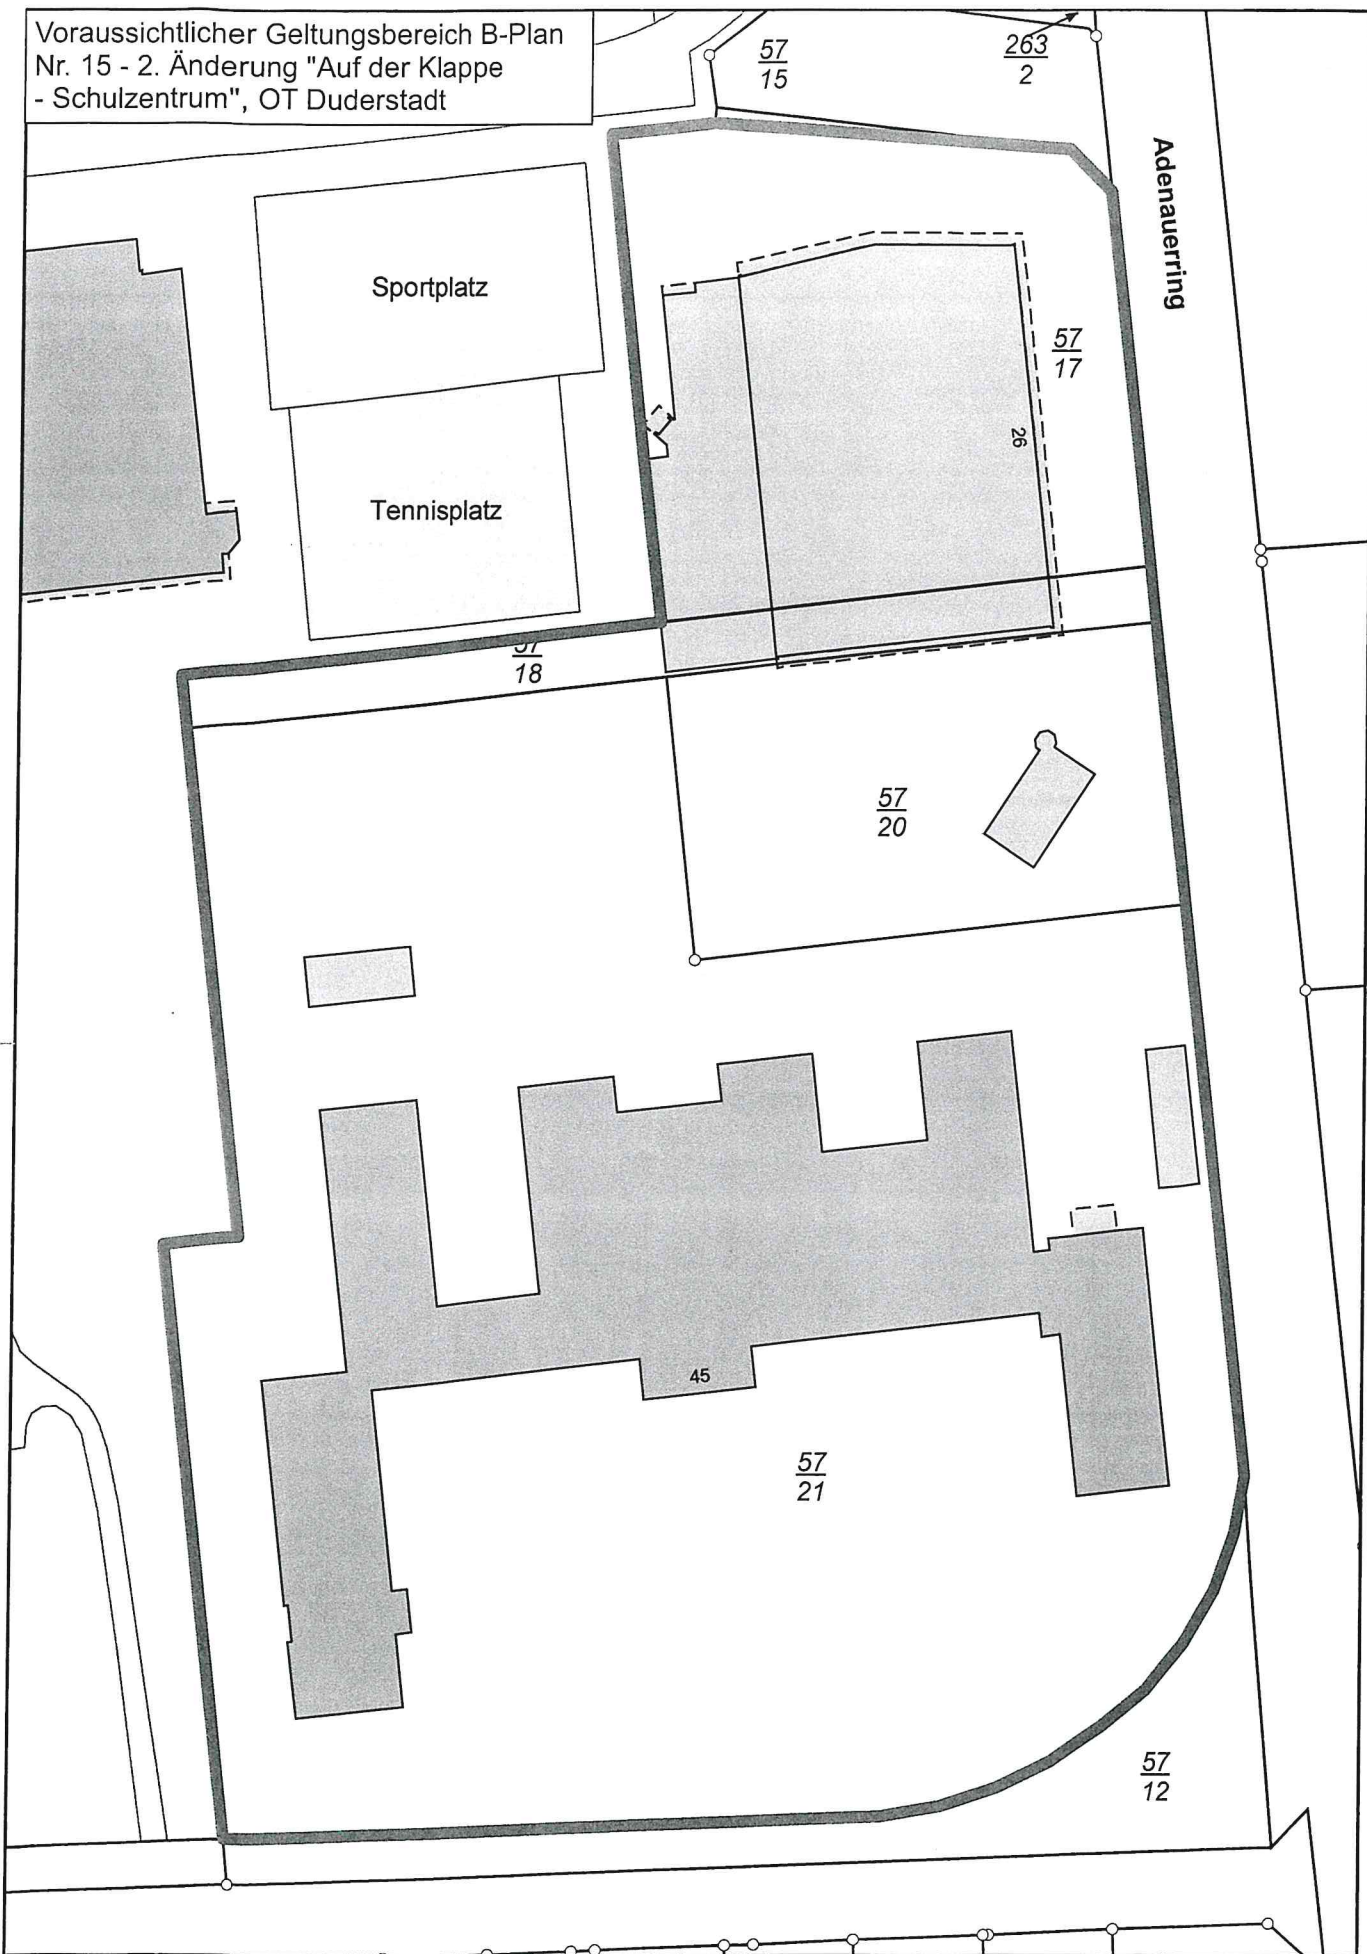 Voraussichtlicher Geltungsbereich B-Plan
Nr. 15 - 2. Änderung "Auf der Klappe
- Schulzentrum", OT Duderstadt
57
15
263
2
Adenauerring
Sportplatz
57
17
26
Tennisplatz
57
18
57
20
45
57
21
57
12